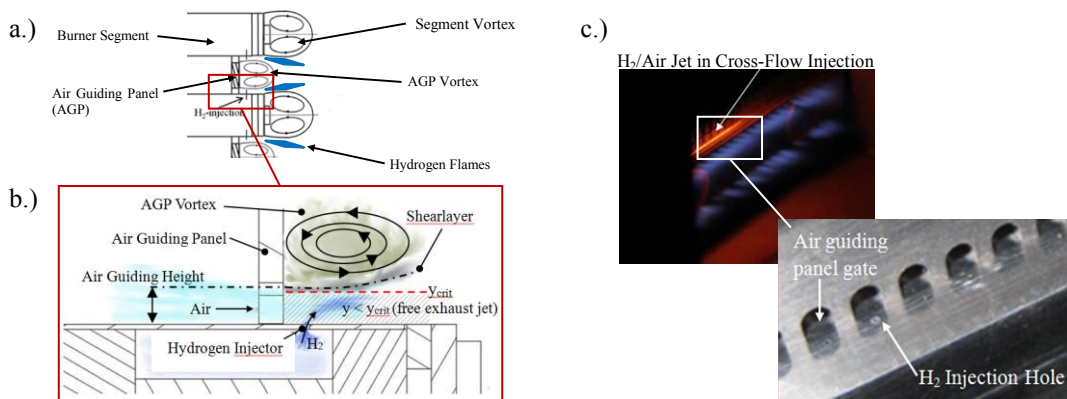 a.)
Burner Segment
Segment Vortex
AGP Vortex
Air Guiding Panel
(AGP)
H₂-injection
Hydrogen Flames
b.)
AGP Vortex
Shearlayer
Air Guiding Panel
Air Guiding Height
ycrit
Air
y < ycrit (free exhaust jet)
Hydrogen Injector
H₂
c.)
H₂/Air Jet in Cross-Flow Injection
Air guiding
panel gate
H₂ Injection Hole